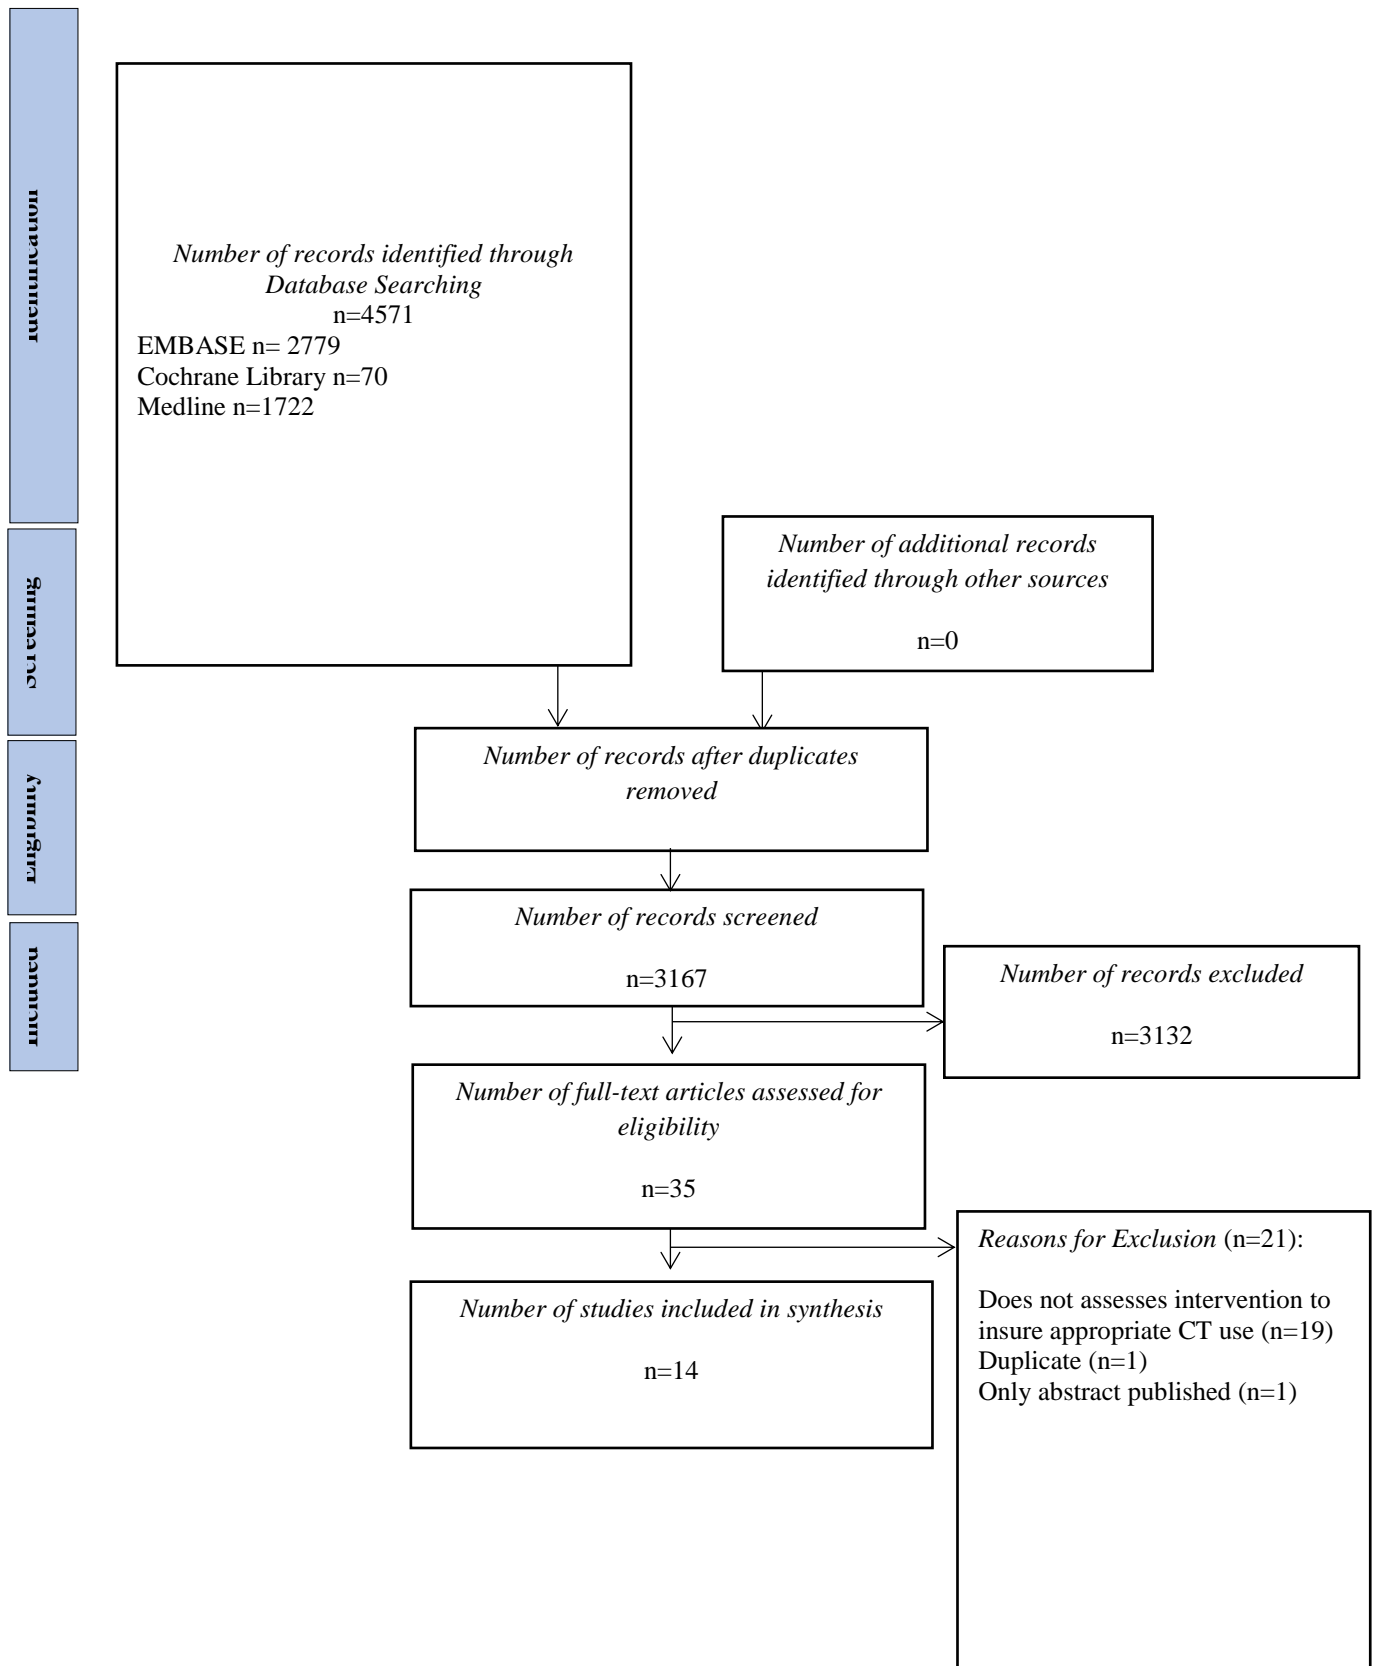 Identification
Number of records identified through
Database Searching
n=4571
EMBASE n= 2779
Cochrane Library n=70
Medline n=1722
Screening
Number of additional records
identified through other sources
n=0
Eligibility
Number of records after duplicates
removed
Included
Number of records screened
n=3167
Number of records excluded
n=3132
Number of full-text articles assessed for
eligibility
n=35
Reasons for Exclusion (n=21):
Does not assesses intervention to
insure appropriate CT use (n=19)
Duplicate (n=1)
Only abstract published (n=1)
Number of studies included in synthesis
n=14